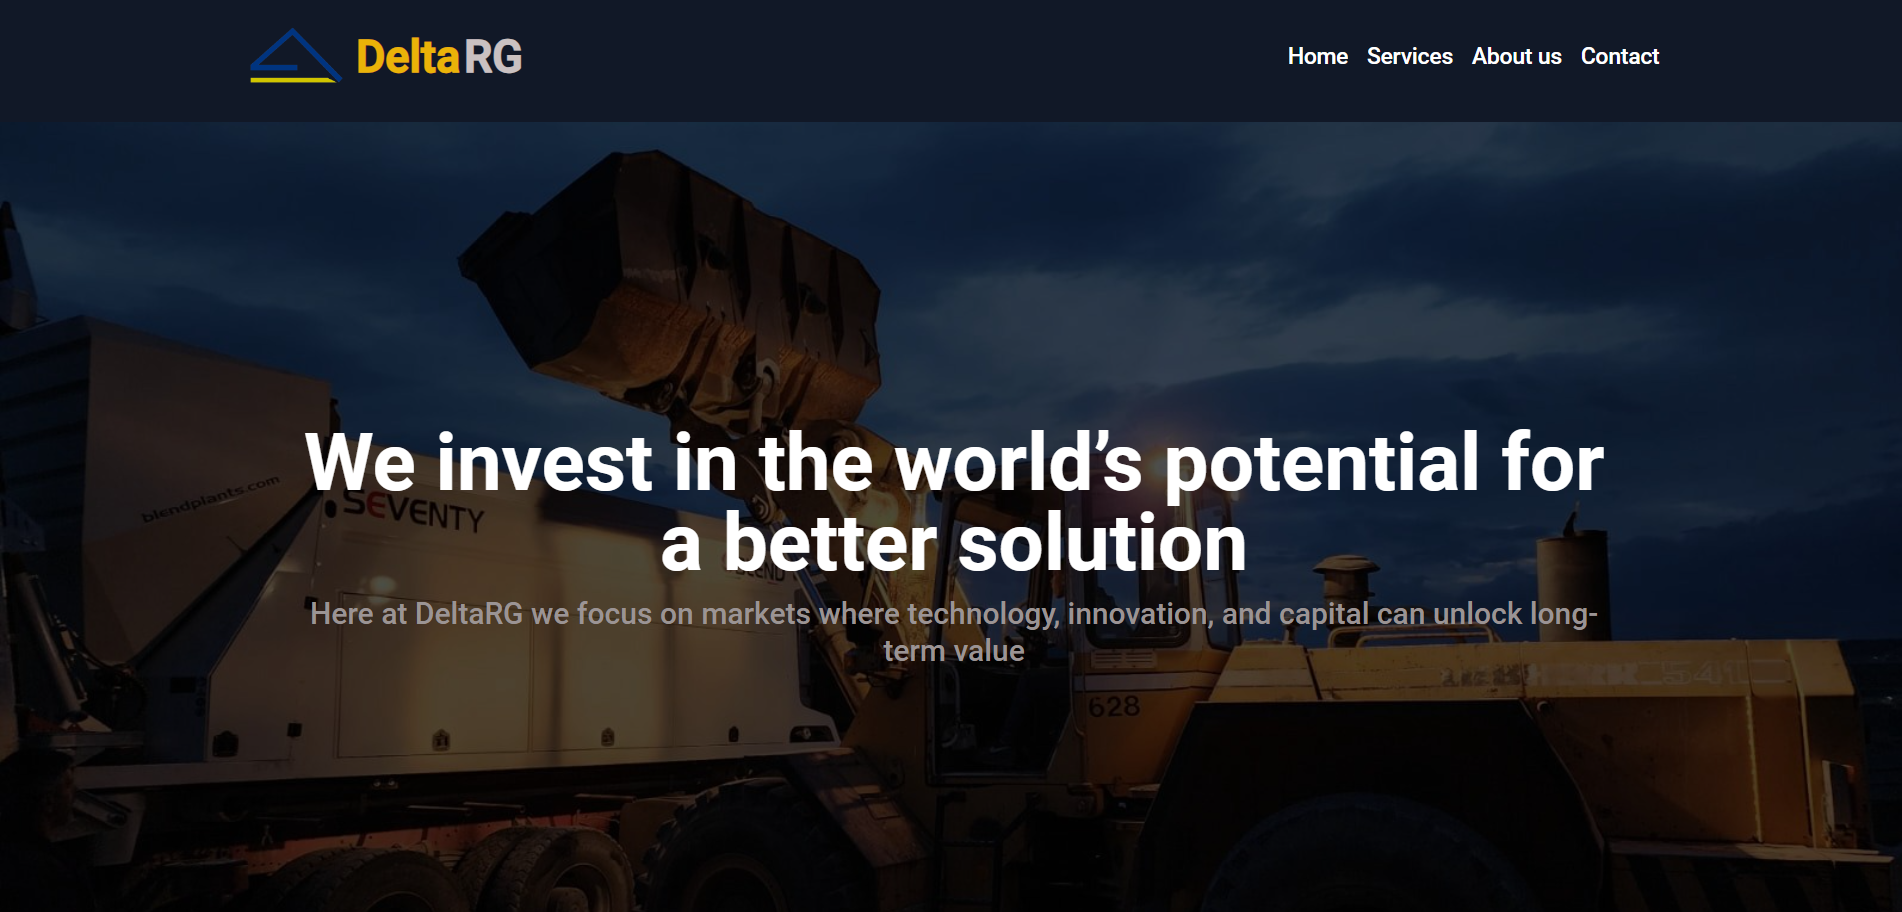 DeltaRG
Home Services About us Contact
We invest in the world’s potential for
a better solution
Here at DeltaRG we focus on markets where technology, innovation, and capital can unlock long-
term value
blendplants.com
SEVENTY
628
541